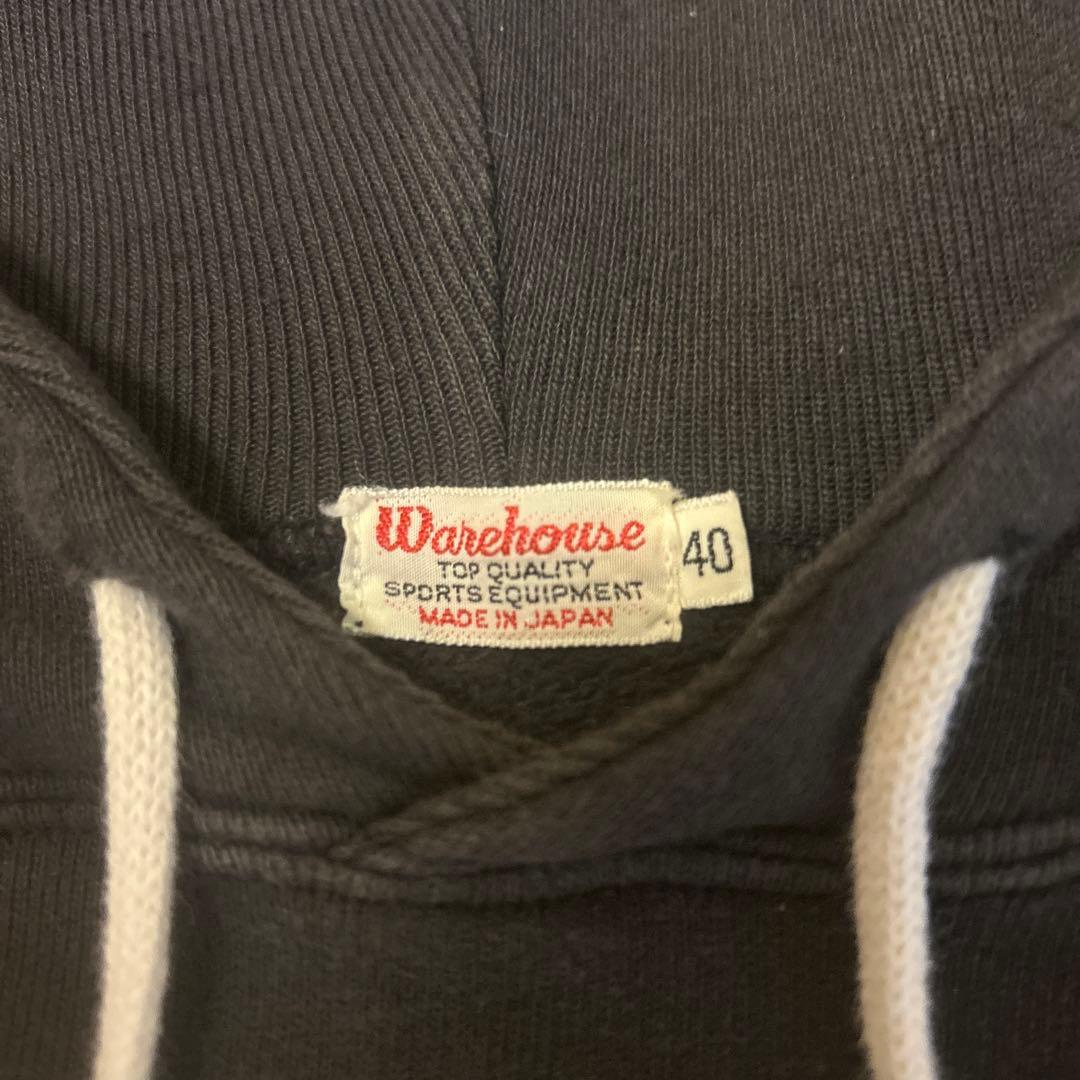 Warehouse
TOP QUALITY
SPORTS EQUIPMENT
MADE IN JAPAN
40